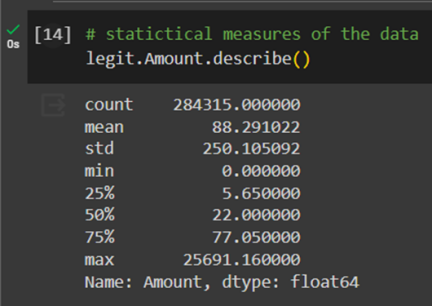 [14] # statictical measures of the data
0s legit.Amount.describe()
count 284315.000000
mean 88.291022
std 250.105092
min 0.000000
25% 5.650000
50% 22.000000
75% 77.050000
max 25691.160000
Name: Amount, dtype: float64